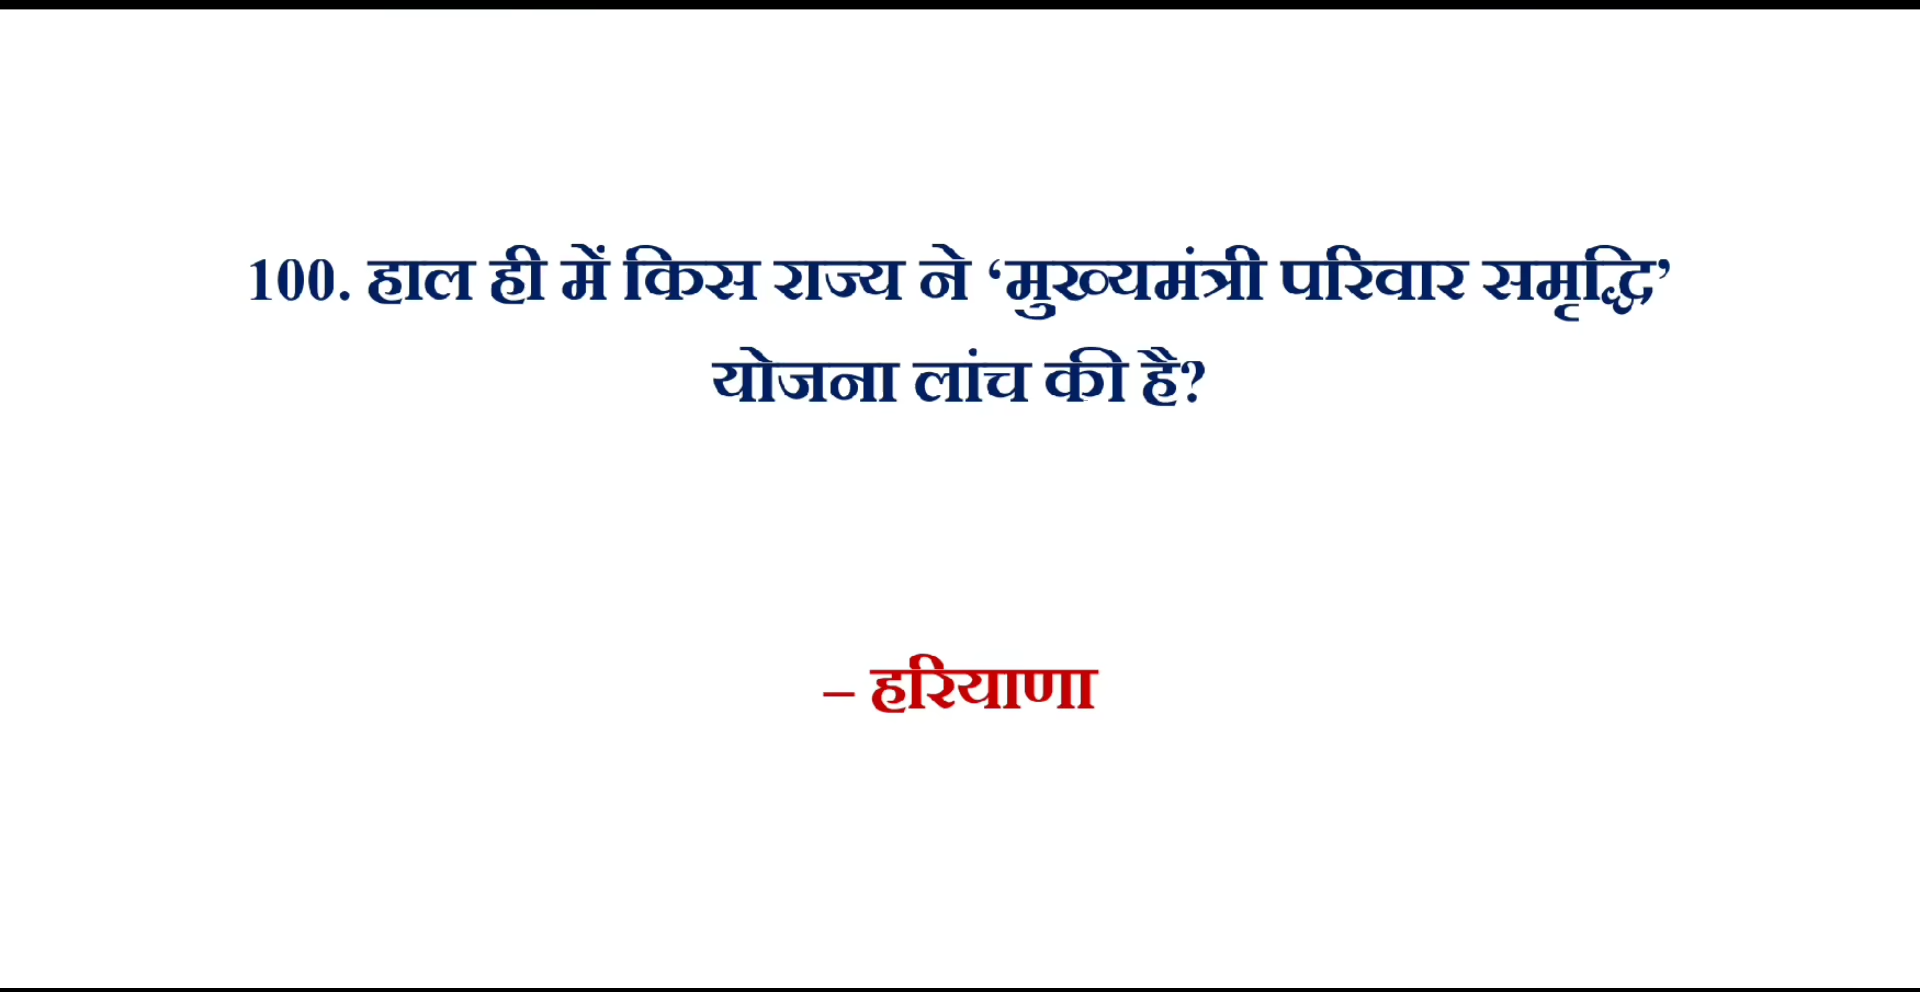 100. हाल ही में किस राज्य ने ‘मुख्यमंत्री परिवार समृद्धि’
योजना लांच की है?
– हरियाणा